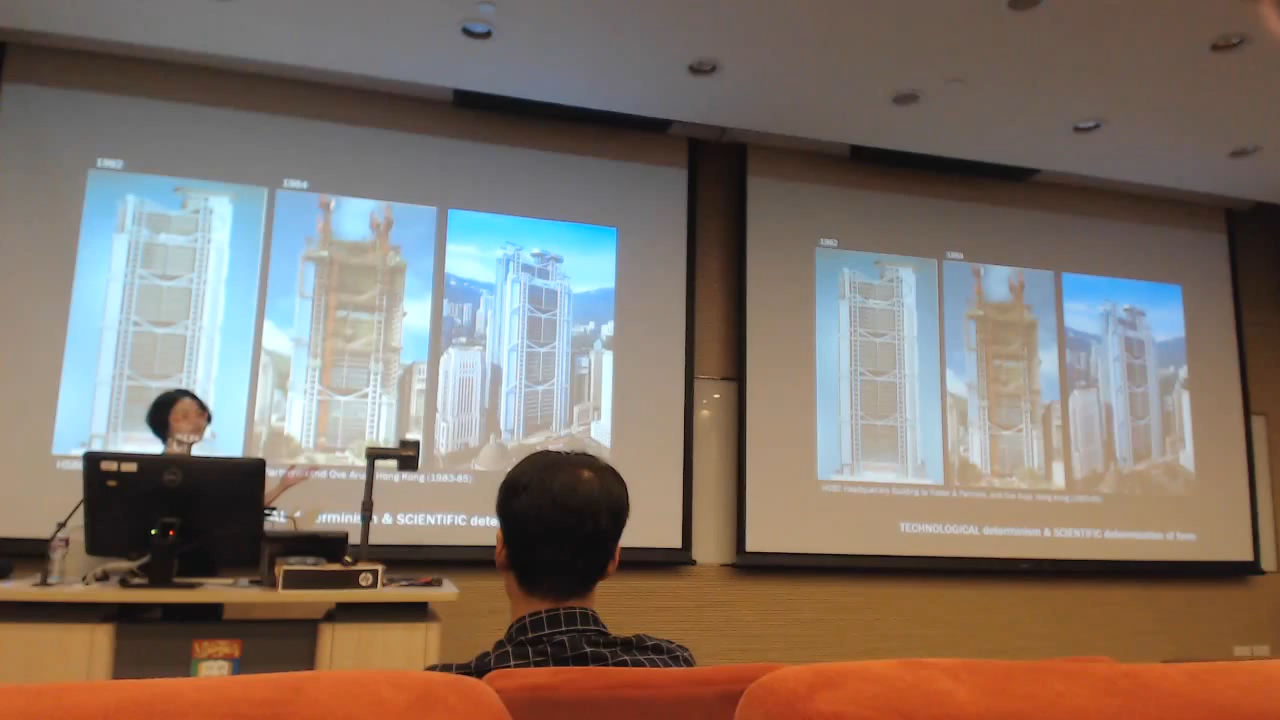 1982
1984
and Ove Arup, Hong Kong (1983-85)
& SCIENTIFIC
1982
1984
HSBC Headquarters Building by Foster & Partners, and Ove Arup, Hong Kong (1983-85)
TECHNOLOGICAL determinism & SCIENTIFIC determination of form